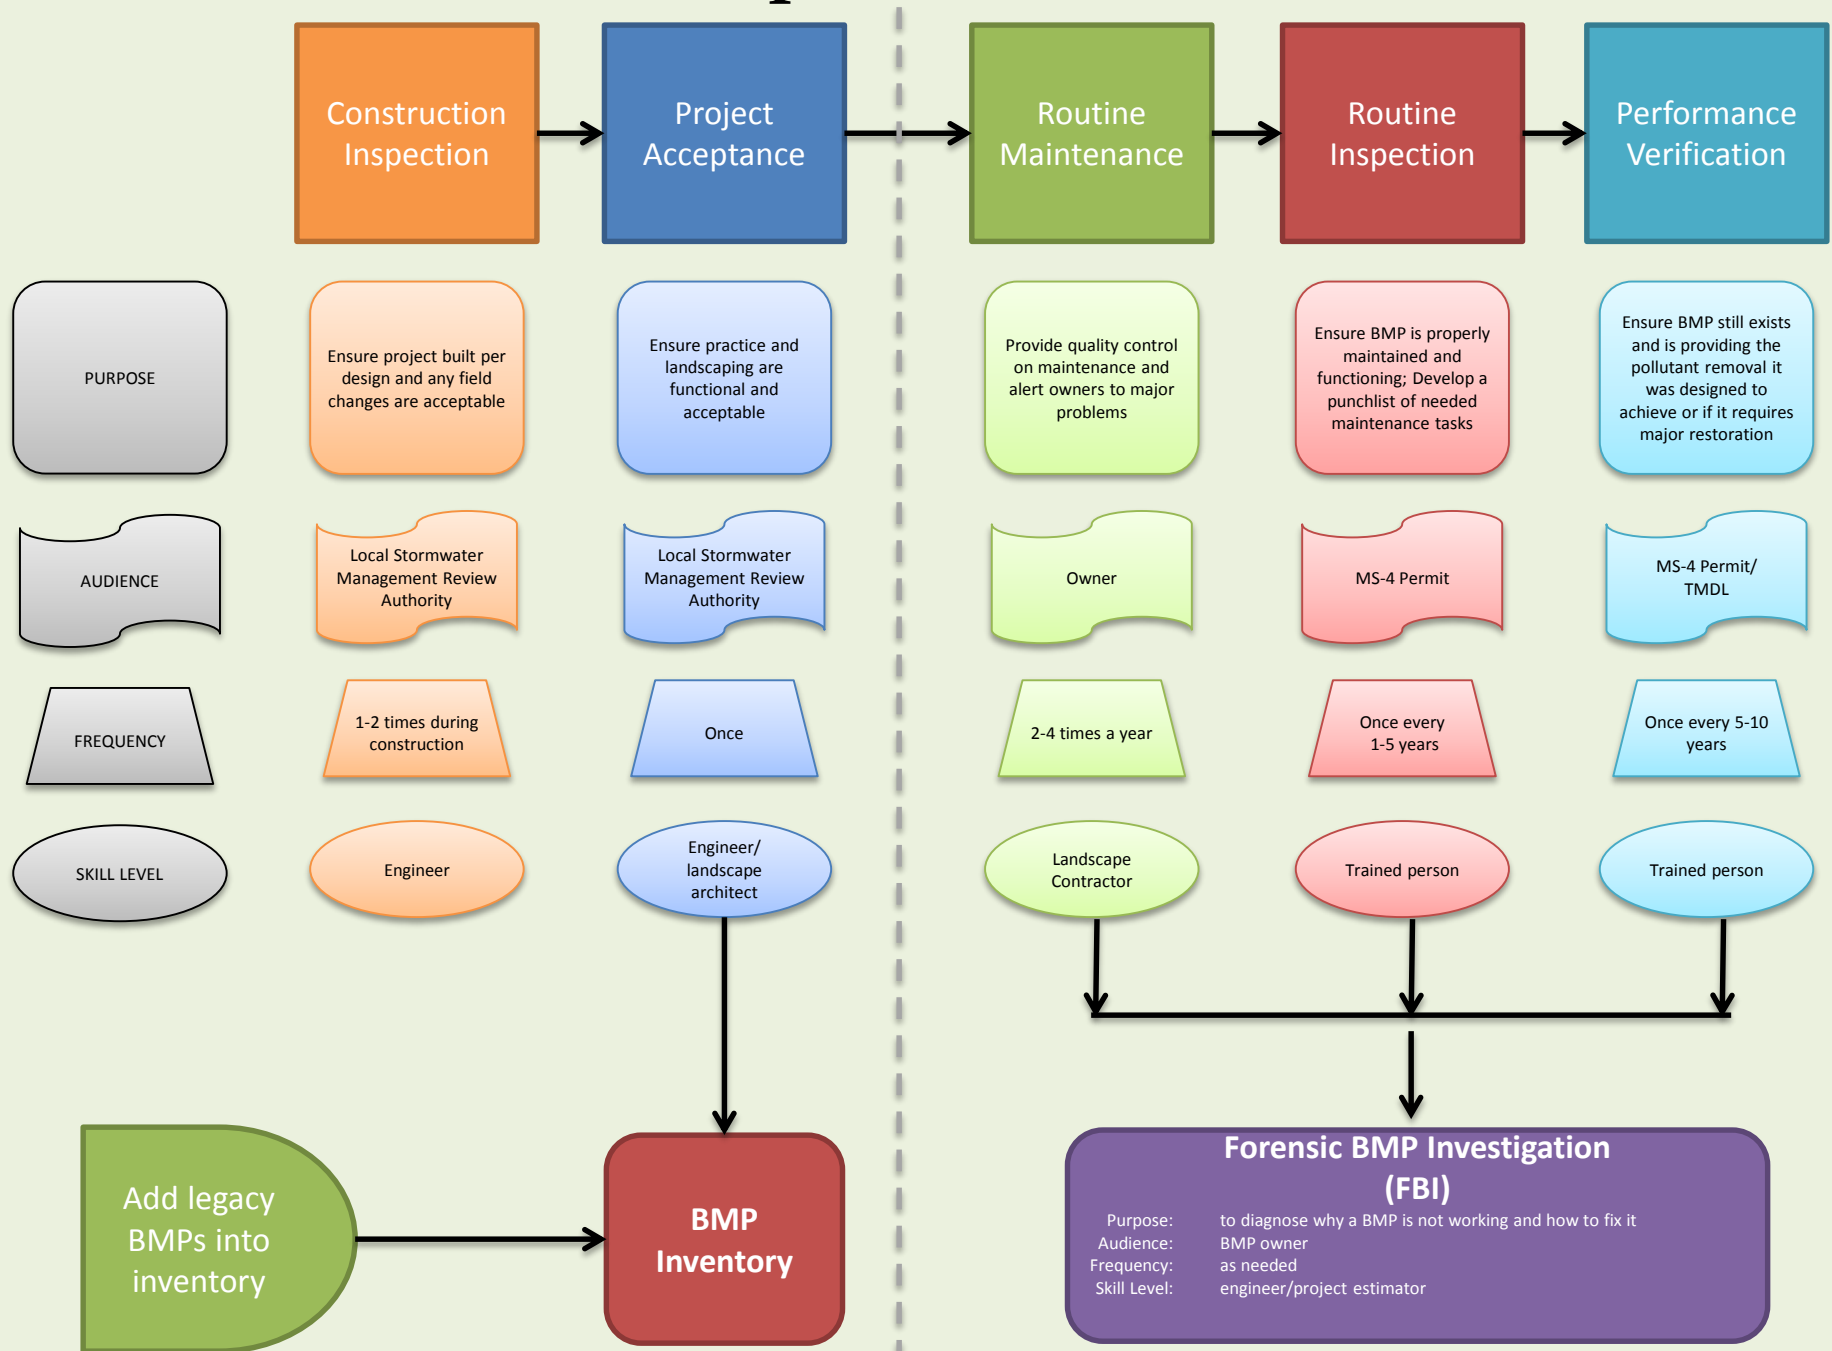 Construction
Inspection
Project
Acceptance
Routine
Maintenance
Routine
Inspection
Performance
Verification
PURPOSE
Ensure project built per
design and any field
changes are acceptable
Ensure practice and
landscaping are
functional and
acceptable
Provide quality control
on maintenance and
alert owners to major
problems
Ensure BMP is properly
maintained and
functioning; Develop a
punchlist of needed
maintenance tasks
Ensure BMP still exists
and is providing the
pollutant removal it
was designed to
achieve or if it requires
major restoration
AUDIENCE
Local Stormwater
Management Review
Authority
Local Stormwater
Management Review
Authority
Owner
MS-4 Permit
MS-4 Permit/
TMDL
FREQUENCY
1-2 times during
construction
Once
2-4 times a year
Once every
1-5 years
Once every 5-10
years
SKILL LEVEL
Engineer
Engineer/
landscape
architect
Landscape
Contractor
Trained person
Trained person
Add legacy
BMPs into
inventory
BMP
Inventory
Forensic BMP Investigation
(FBI)
Purpose: to diagnose why a BMP is not working and how to fix it
Audience: BMP owner
Frequency: as needed
Skill Level: engineer/project estimator